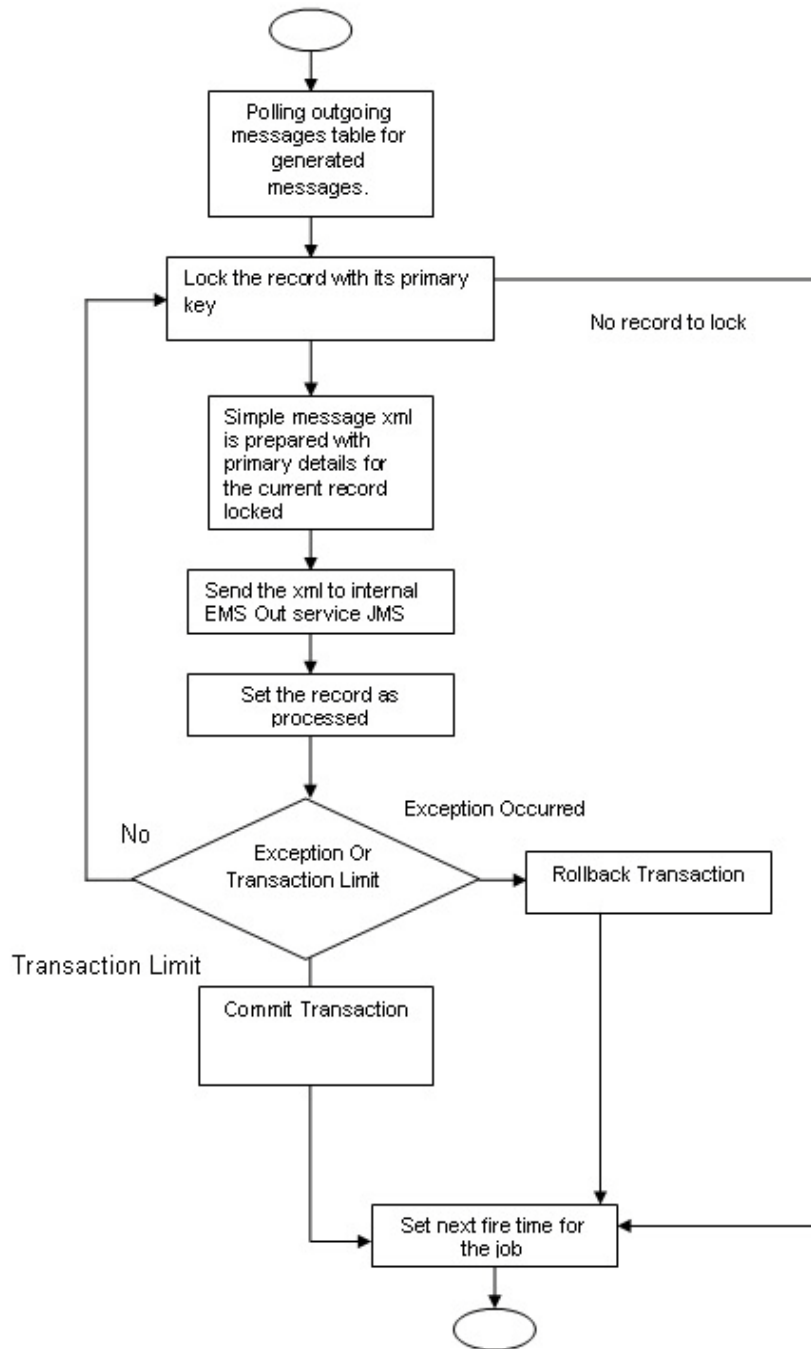 Polling outgoing
messages table for
generated
messages.
Lock the record with its primary
key
No record to lock
Simple message xml
is prepared with
primary details for
the current record
locked
Send the xml to internal
EMS Out service JMS
Set the record as
processed
Exception Occurred
No
Exception Or
Transaction Limit
Rollback Transaction
Transaction Limit
Commit Transaction
Set next fire time for
the job